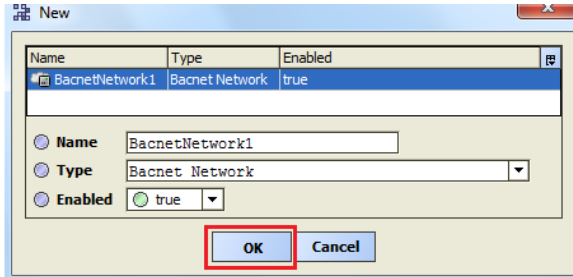 New
Name Type Enabled
BacnetNetwork1 Bacnet Network true
Name BacnetNetwork1
Type Bacnet Network
Enabled true
OK Cancel